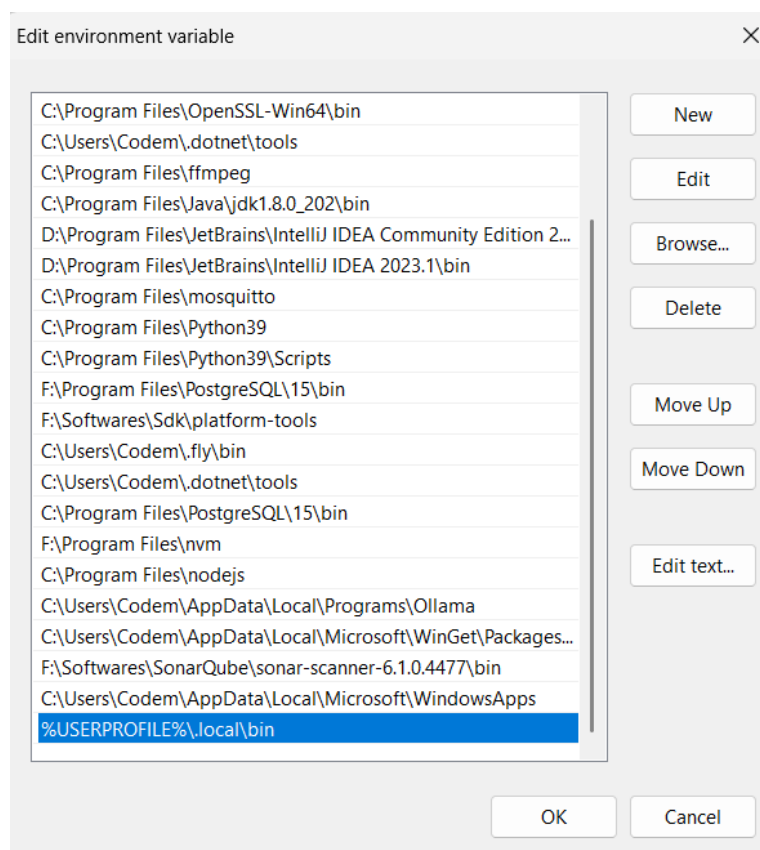 Edit environment variable
C:\Program Files\OpenSSL-Win64\bin
C:\Users\Codem\.dotnet\tools
C:\Program Files\ffmpeg
C:\Program Files\Java\jdk1.8.0_202\bin
D:\Program Files\JetBrains\IntelliJ IDEA Community Edition 2...
D:\Program Files\JetBrains\IntelliJ IDEA 2023.1\bin
C:\Program Files\mosquitto
C:\Program Files\Python39
C:\Program Files\Python39\Scripts
F:\Program Files\PostgreSQL\15\bin
F:\Softwares\Sdk\platform-tools
C:\Users\Codem\.fly\bin
C:\Users\Codem\.dotnet\tools
C:\Program Files\PostgreSQL\15\bin
F:\Program Files\nvm
C:\Program Files\nodejs
C:\Users\Codem\AppData\Local\Programs\Ollama
C:\Users\Codem\AppData\Local\Microsoft\WinGet\Packages...
F:\Softwares\SonarQube\sonar-scanner-6.1.0.4477\bin
C:\Users\Codem\AppData\Local\Microsoft\WindowsApps
%USERPROFILE%\.local\bin
New
Edit
Browse...
Delete
Move Up
Move Down
Edit text...
OK
Cancel